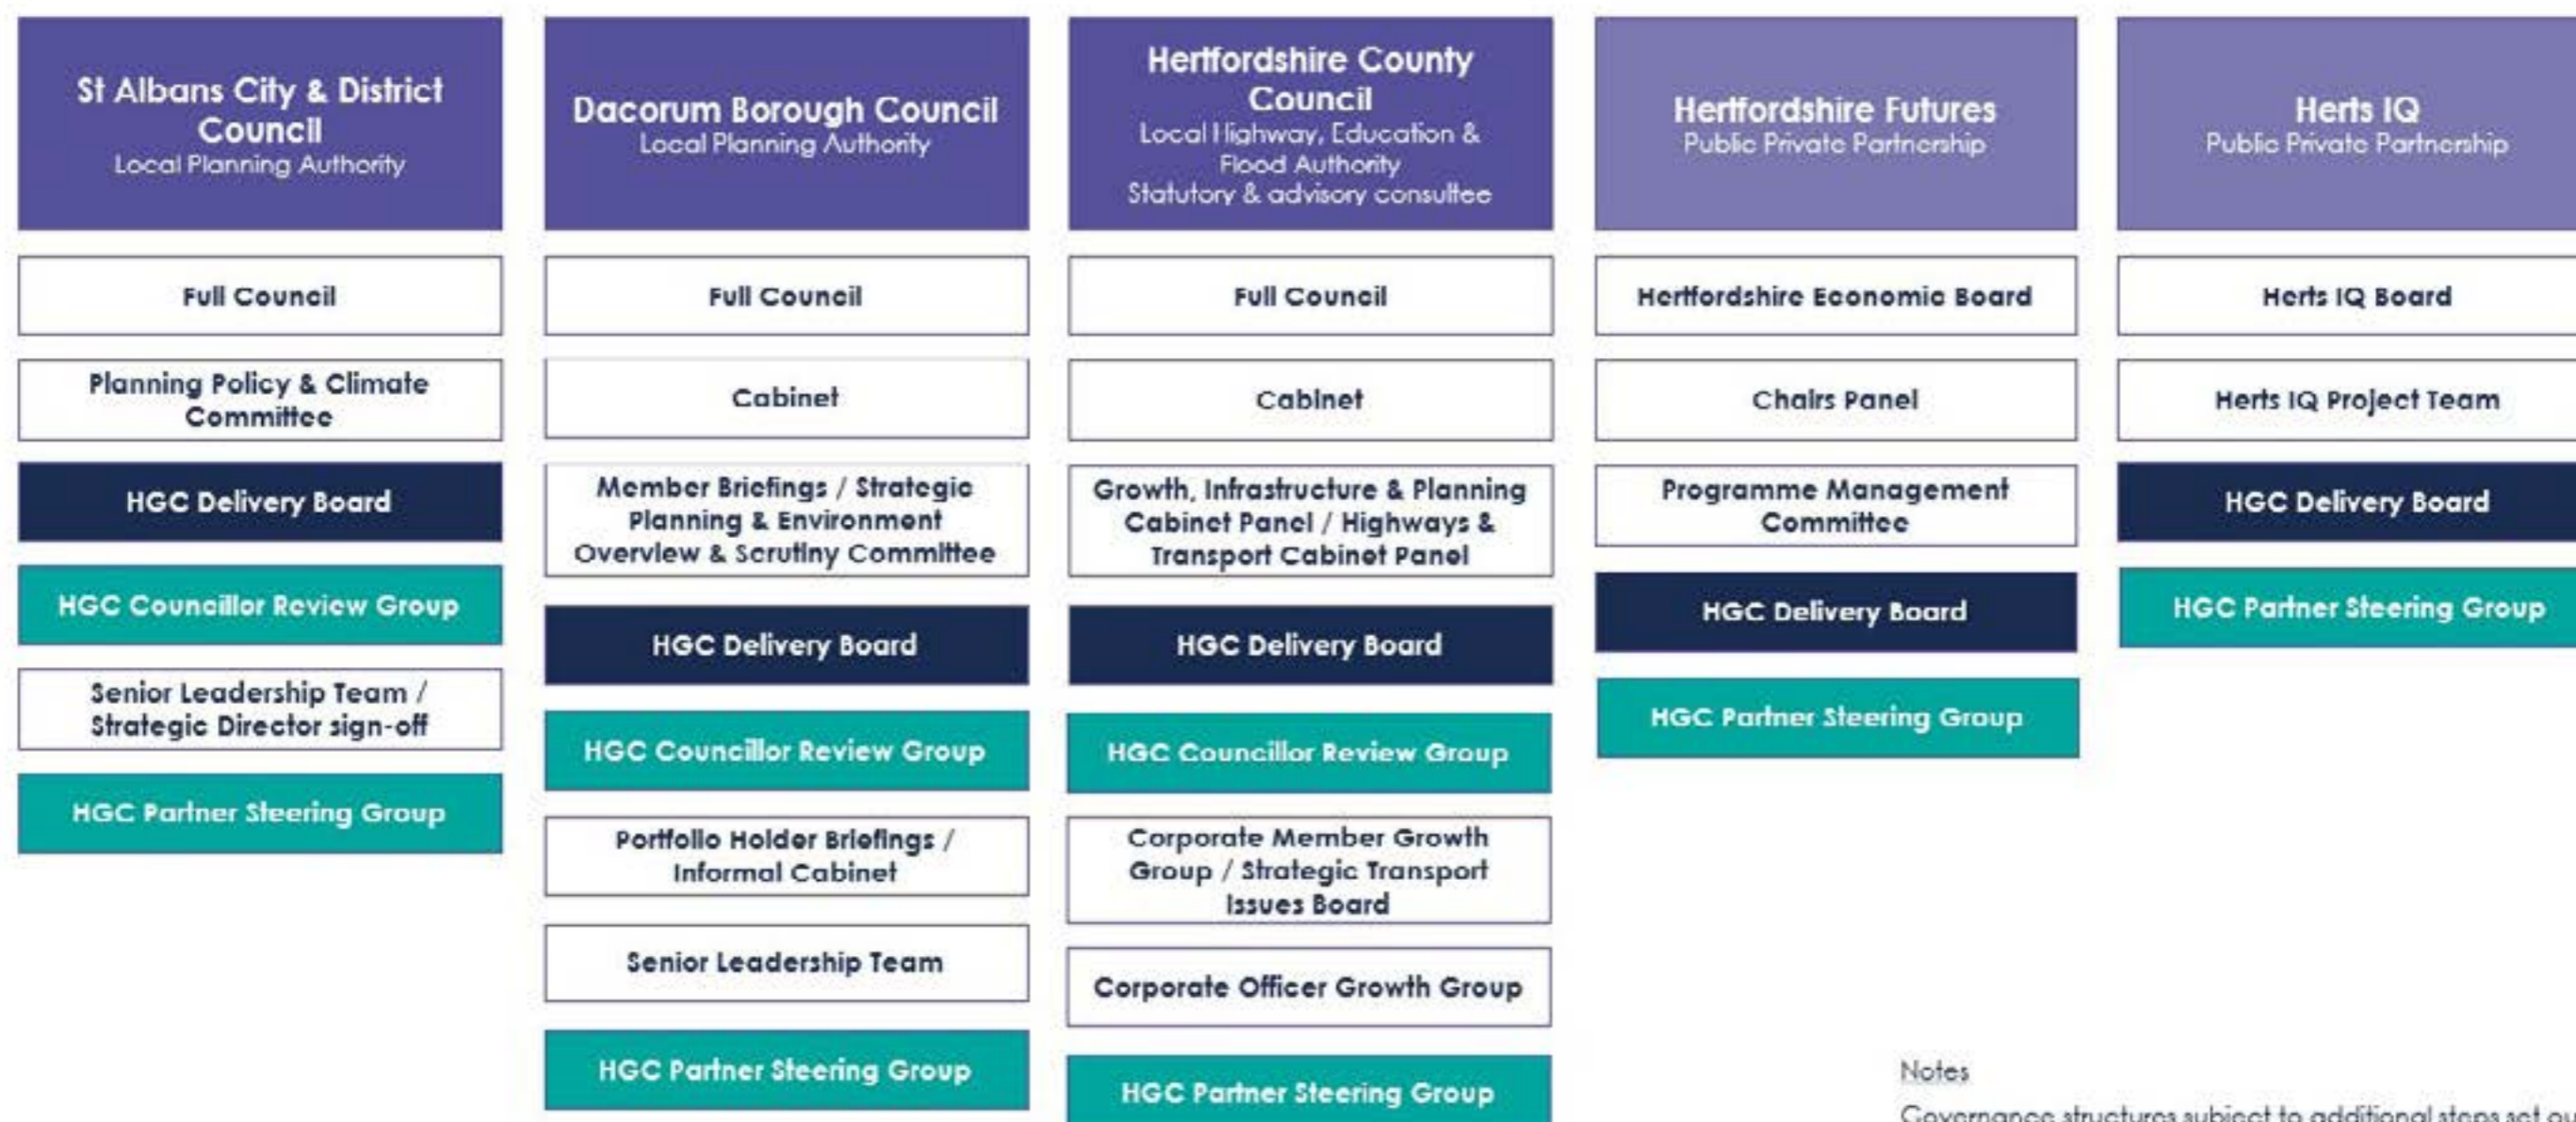 St Albans City & District
Council
Local Planning Authority
Full Council
Planning Policy & Climate
Committee
HGC Delivery Board
HGC Councillor Review Group
Senior Leadership Team /
Strategic Director sign-off
HGC Partner Steering Group
Dacorum Borough Council
Local Planning Authority
Full Council
Cabinet
Member Briefings / Strategic
Planning & Environment
Overview & Scrutiny Committee
HGC Delivery Board
HGC Councillor Review Group
Portfolio Holder Briefings /
Informal Cabinet
Senior Leadership Team
HGC Partner Steering Group
Hertfordshire County
Council
Local Highway, Education &
Flood Authority
Statutory & advisory consultee
Full Council
Cabinet
Growth, Infrastructure & Planning
Cabinet Panel / Highways &
Transport Cabinet Panel
HGC Delivery Board
HGC Councillor Review Group
Corporate Member Growth
Group / Strategic Transport
Issues Board
Corporate Officer Growth Group
HGC Partner Steering Group
Hertfordshire Futures
Public Private Partnership
Hertfordshire Economic Board
Chairs Panel
Programme Management
Committee
HGC Delivery Board
HGC Partner Steering Group
Herts IQ
Public Private Partnership
Herts IQ Board
Herts IQ Project Team
HGC Delivery Board
HGC Partner Steering Group
Notes
Governance structures subject to additional steps set